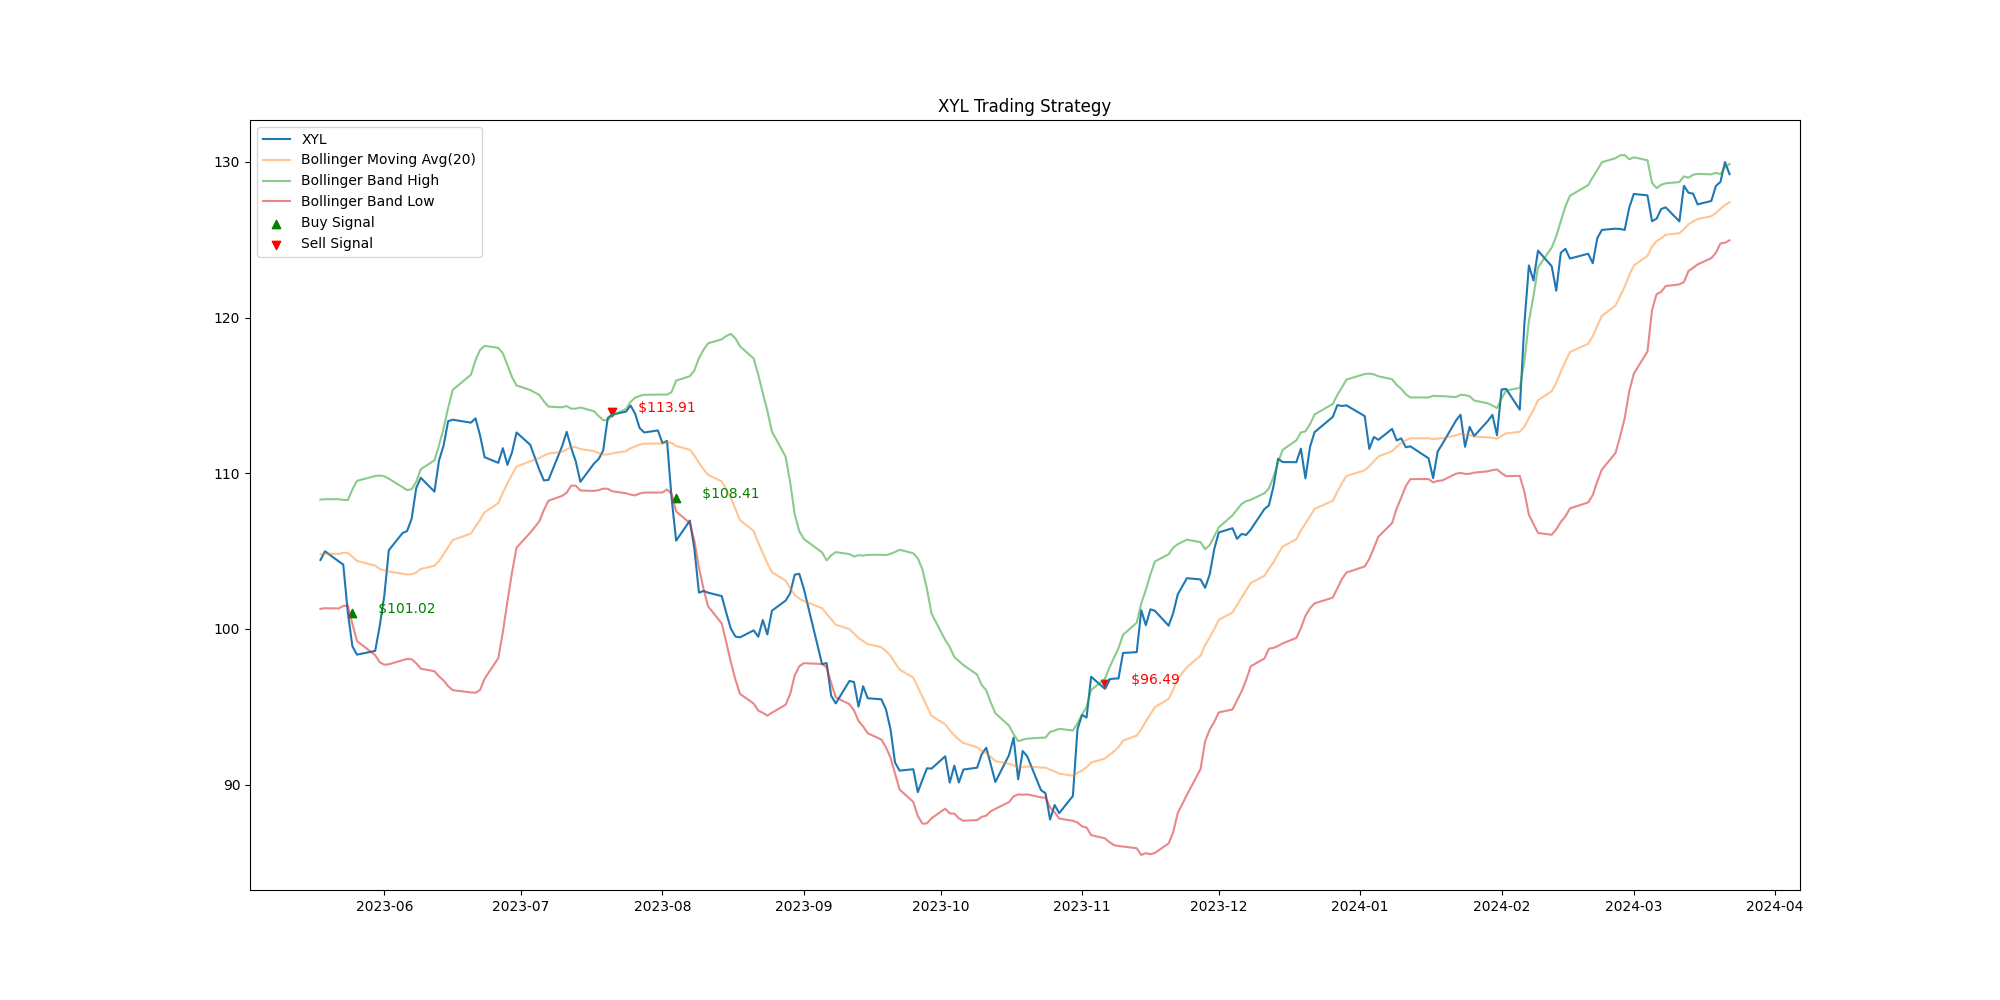 XYL Trading Strategy
XYL
Bollinger Moving Avg(20)
Bollinger Band High
Bollinger Band Low
Buy Signal
Sell Signal
130
120
110
100
90
$113.91
$108.41
$101.02
$96.49
2023-06
2023-07
2023-08
2023-09
2023-10
2023-11
2023-12
2024-01
2024-02
2024-03
2024-04